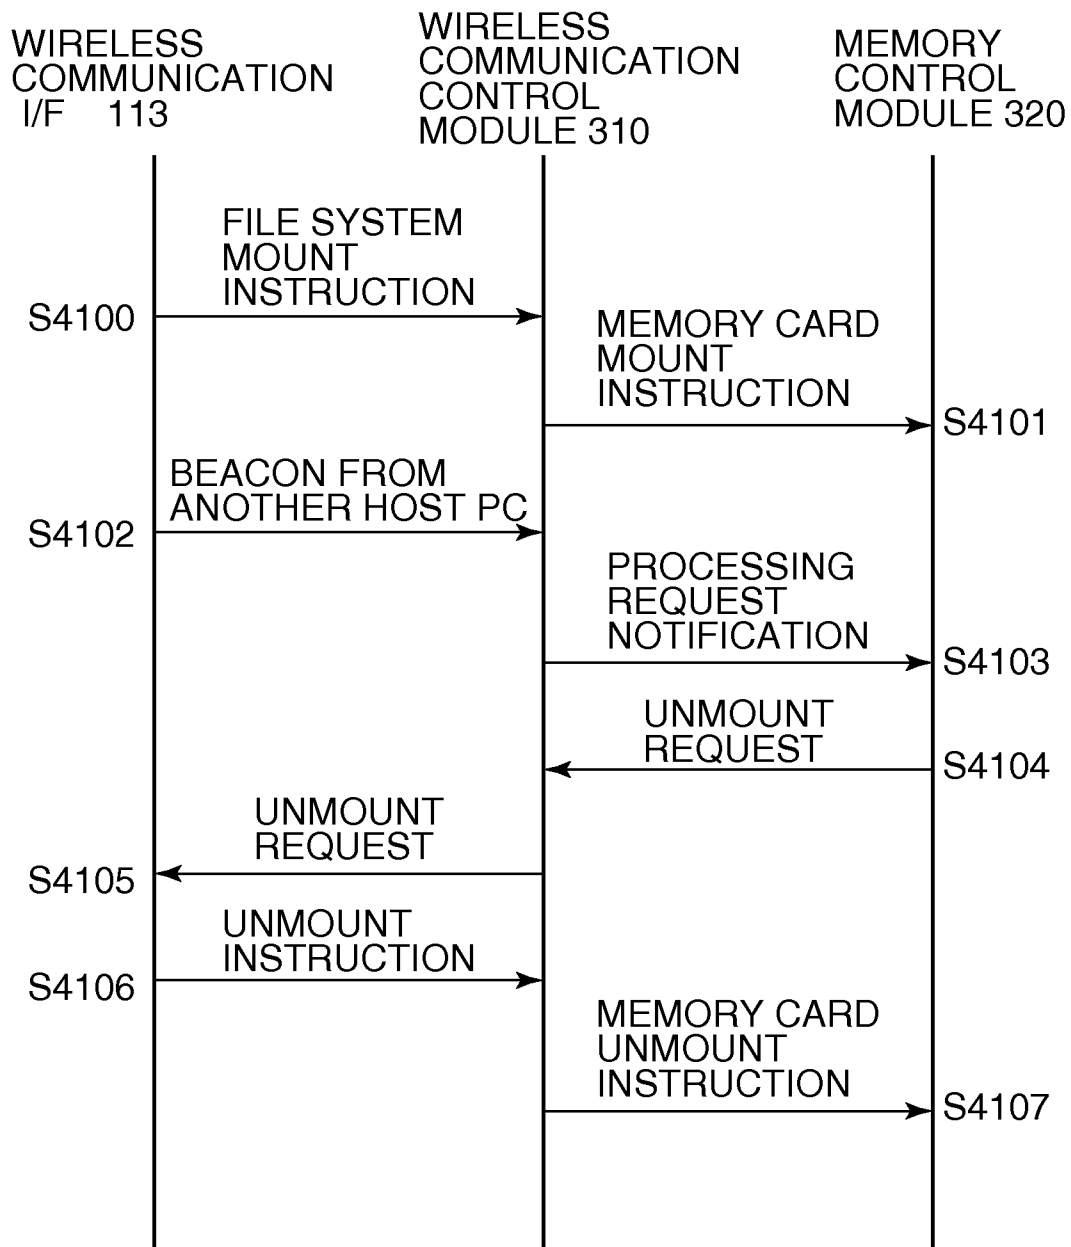 WIRELESS
COMMUNICATION
I/F 113
WIRELESS
COMMUNICATION
CONTROL
MODULE 310
MEMORY
CONTROL
MODULE 320
FILE SYSTEM
MOUNT
INSTRUCTION
S4100
MEMORY CARD
MOUNT
INSTRUCTION
S4101
BEACON FROM
ANOTHER HOST PC
S4102
PROCESSING
REQUEST
NOTIFICATION
S4103
UNMOUNT
REQUEST
S4104
UNMOUNT
REQUEST
S4105
UNMOUNT
INSTRUCTION
S4106
MEMORY CARD
UNMOUNT
INSTRUCTION
S4107